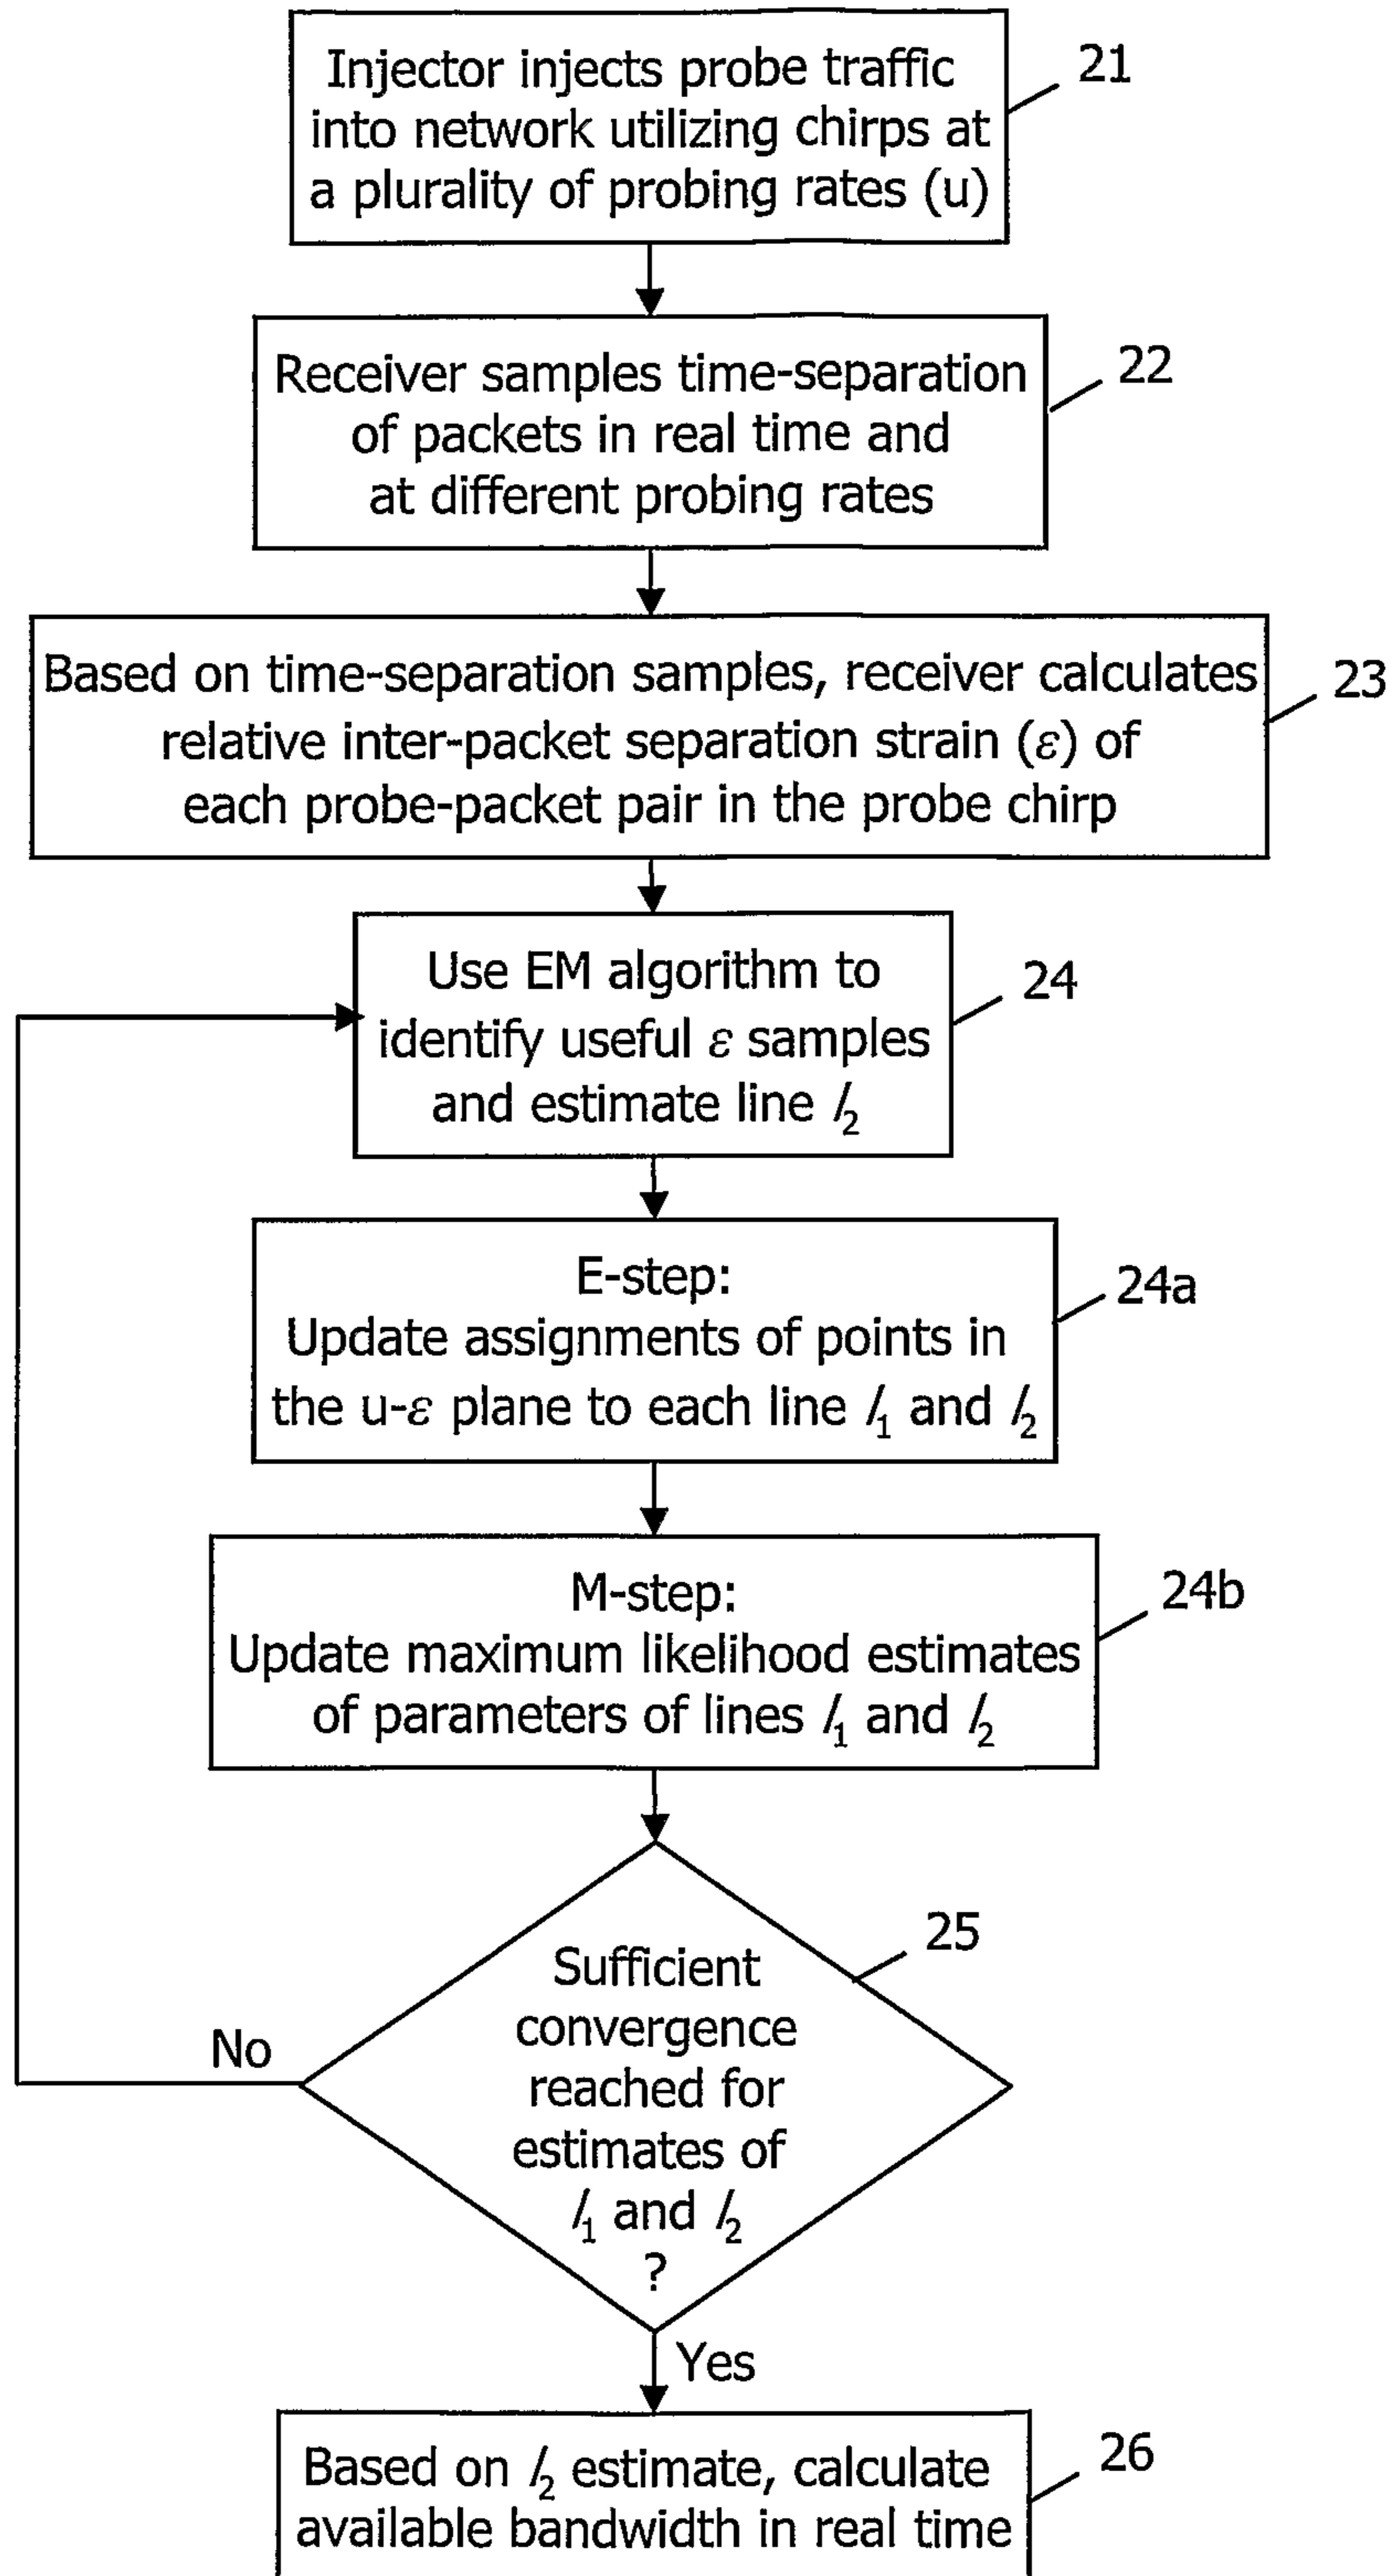 Injector injects probe traffic
into network utilizing chirps at
a plurality of probing rates (u)
21
Receiver samples time-separation
of packets in real time and
at different probing rates
22
Based on time-separation samples, receiver calculates
relative inter-packet separation strain (ε) of
each probe-packet pair in the probe chirp
23
Use EM algorithm to
identify useful ε samples
and estimate line l₂
24
E-step:
Update assignments of points in
the u-ε plane to each line l₁ and l₂
24a
M-step:
Update maximum likelihood estimates
of parameters of lines l₁ and l₂
24b
Sufficient
convergence
reached for
estimates of
l₁ and l₂
?
25
No
Yes
Based on l₂ estimate, calculate
available bandwidth in real time
26